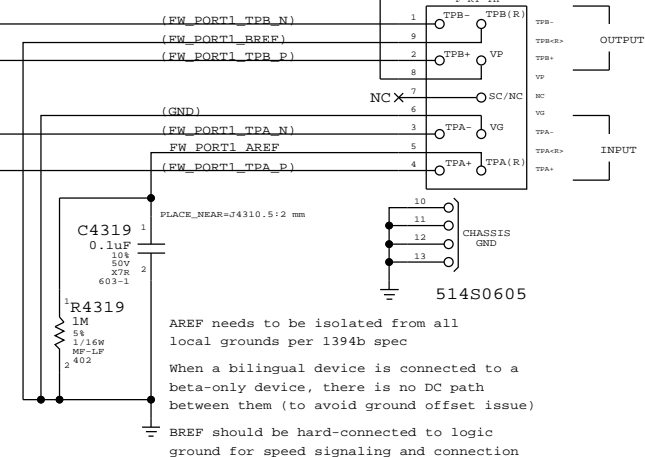 (FW_PORT1_TPB_N)
1
TPB-
TPB(R)
TPB-
(FW_PORT1_BREF)
9
TPB<R>
OUTPUT
(FW_PORT1_TPB_P)
2
TPB+
VP
TPB+
8
VP
NC
7
SC/NC
NC
(GND)
6
VG
(FW_PORT1_TPA_N)
3
TPA-
VG
TPA-
FW_PORT1_AREF
5
TPA<R>
INPUT
(FW_PORT1_TPA_P)
4
TPA+
TPA(R)
TPA+
PLACE_NEAR=J4310.5:2 mm
C4319
1
0.1uF
10%
50V
X7R
603-1
2
10
11
12
13
CHASSIS
GND
514S0605
1
R4319
1M
5%
1/16W
MF-LF
402
2
AREF needs to be isolated from all
local grounds per 1394b spec
When a bilingual device is connected to a
beta-only device, there is no DC path
between them (to avoid ground offset issue)
BREF should be hard-connected to logic
ground for speed signaling and connection